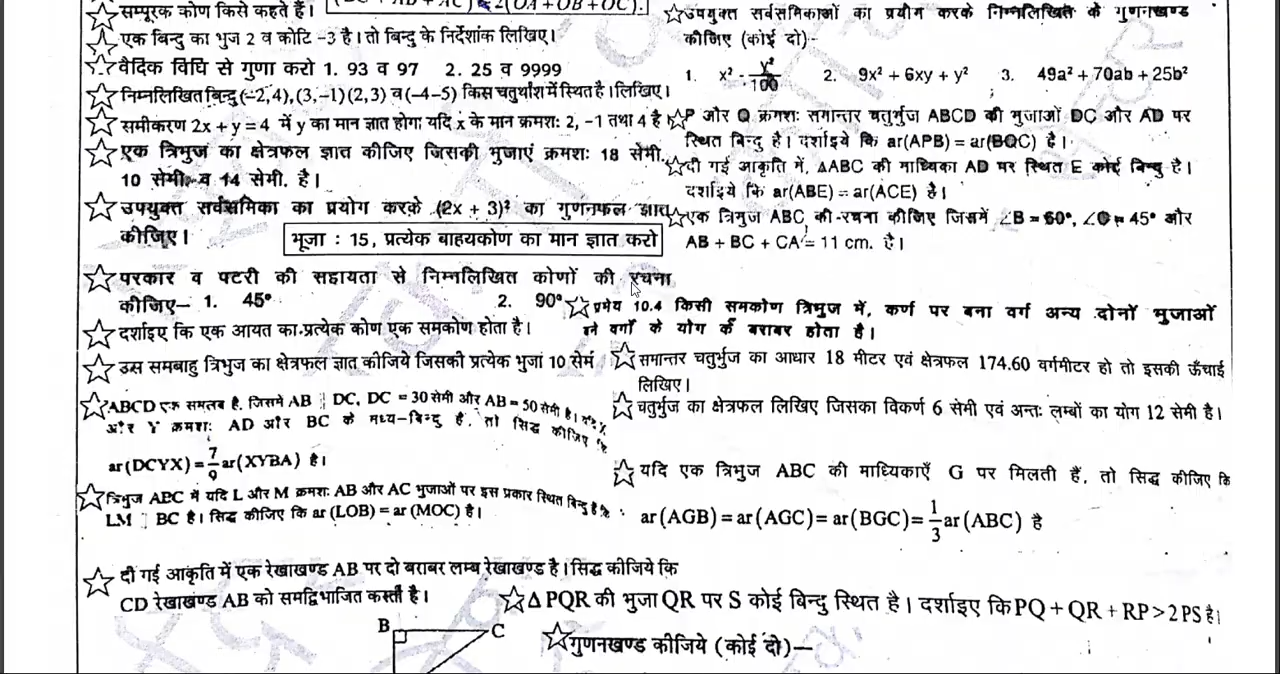 सम्पूरक कोण किसे कहते हैं।
एक बिन्दु का भुज 2 व कोटि -3 है। तो बिन्दु के निर्देशांक लिखिए।
वैदिक विधि से गुणा करो 1. 93 व 97 2. 25 व 9999
निम्नलिखित बिन्दु (-2,4), (3,-1) (2,3) व (-4-5) किस चतुर्थांश में स्थित है। लिखिए।
समीकरण 2x + y = 4 में y का मान ज्ञात होगा यदि x के मान क्रमश: 2, -1 तथा 4 है।
एक त्रिभुज का क्षेत्रफल ज्ञात कीजिए जिसकी भुजाएं क्रमश: 18 सेमी.
10 सेमी. व 14 सेमी. है।
उपयुक्त सर्वसमिका का प्रयोग करके (2x + 3)² का गुणनफल ज्ञात
कीजिए।
भूजा : 15, प्रत्येक बाहयकोण का मान ज्ञात करो
परकार व पटरी की सहायता से निम्नलिखित कोणों की रचना
कीजिए– 1. 45° 2. 90°
दर्शाइए कि एक आयत का प्रत्येक कोण एक समकोण होता है।
उस समबाहु त्रिभुज का क्षेत्रफल ज्ञात कीजिये जिसकी प्रत्येक भुजा 10 सेमी
ABCD एक समलंब है, जिसमें AB || DC, DC = 30 सेमी और AB = 50 सेमी है।
और Y क्रमश: AD और BC के मध्य-बिन्दु हैं, तो सिद्ध कीजिए कि
ar(DCYX) = 7/9 ar(XYBA) है।
त्रिभुज ABC में यदि L और M क्रमश: AB और AC भुजाओं पर इस प्रकार स्थित बिन्दु हैं कि
LM || BC है। सिद्ध कीजिए कि ar (LOB) = ar (MOC) है।
दी गई आकृति में एक रेखाखण्ड AB पर दो बराबर लम्ब रेखाखण्ड है। सिद्ध कीजिये कि
CD रेखाखण्ड AB को समद्विभाजित करती है।
B C
उपयुक्त सर्वसमिकाओं का प्रयोग करके निम्नलिखित के गुणनखण्ड
कीजिए (कोई दो)-
1. x² - y²/100 2. 9x² + 6xy + y² 3. 49a² + 70ab + 25b²
P और Q क्रमश: समान्तर चतुर्भुज ABCD की भुजाओं DC और AD पर
स्थित बिन्दु है। दर्शाइये कि ar(APB) = ar(BQC) है।
दी गई आकृति में, ΔABC की माध्यिका AD पर स्थित E कोई बिन्दु है।
दर्शाइये कि ar(ABE) = ar(ACE) है।
एक त्रिभुज ABC की रचना कीजिए जिसमें ∠B = 60°, ∠C = 45° और
AB + BC + CA = 11 cm. है।
प्रमेय 10.4 किसी समकोण त्रिभुज में, कर्ण पर बना वर्ग अन्य दोनों भुजाओं
बने वर्गों के योग के बराबर होता है।
समान्तर चतुर्भुज का आधार 18 मीटर एवं क्षेत्रफल 174.60 वर्गमीटर हो तो इसकी ऊँचाई
लिखिए।
चतुर्भुज का क्षेत्रफल लिखिए जिसका विकर्ण 6 सेमी एवं अन्त: लम्बों का योग 12 सेमी है।
यदि एक त्रिभुज ABC की माध्यिकाएँ G पर मिलती हैं, तो सिद्ध कीजिए कि
ar(AGB) = ar(AGC) = ar(BGC) = 1/3 ar(ABC) है
Δ PQR की भुजा QR पर S कोई बिन्दु स्थित है। दर्शाइए कि PQ + QR + RP > 2 PS है।
गुणनखण्ड कीजिये (कोई दो)–